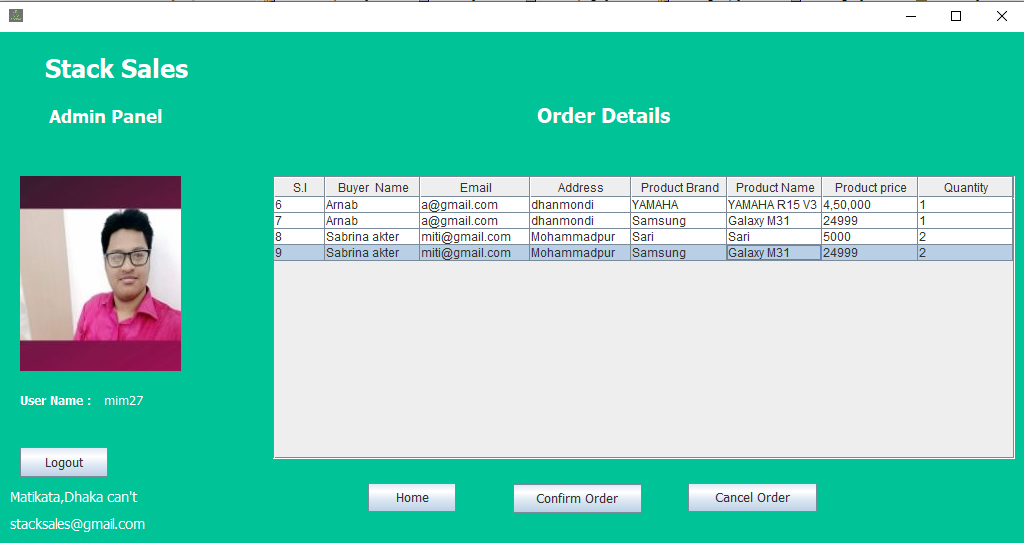 Stack Sales
Admin Panel
Order Details
S.I Buyer Name Email Address Product Brand Product Name Product price Quantity
6 Arnab a@gmail.com dhanmondi YAMAHA YAMAHA R15 V3 4,50,000 1
7 Arnab a@gmail.com dhanmondi Samsung Galaxy M31 24999 1
8 Sabrina akter miti@gmail.com Mohammadpur Sari Sari 5000 2
9 Sabrina akter miti@gmail.com Mohammadpur Samsung Galaxy M31 24999 2
User Name : mim27
Logout
Home Confirm Order Cancel Order
Matikata,Dhaka can't
stacksales@gmail.com